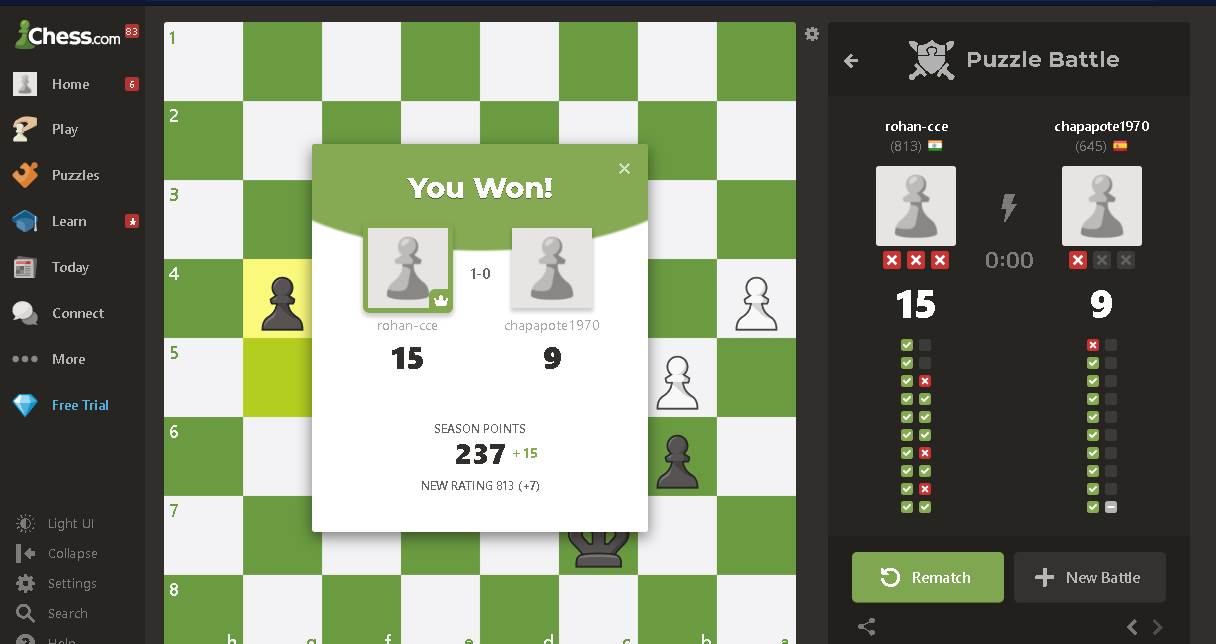 Chess.com 83
Home 6
Play
Puzzles
Learn
Today
Connect
More
Free Trial
Light UI
Collapse
Settings
Search
Help
1
2
3
4
5
6
7
8
h g f e d c b a
You Won!
1-0
rohan-cce chapapote1970
15 9
SEASON POINTS
237 +15
NEW RATING 813 (+7)
Puzzle Battle
rohan-cce chapapote1970
(813) (645)
0:00
15 9
Rematch New Battle